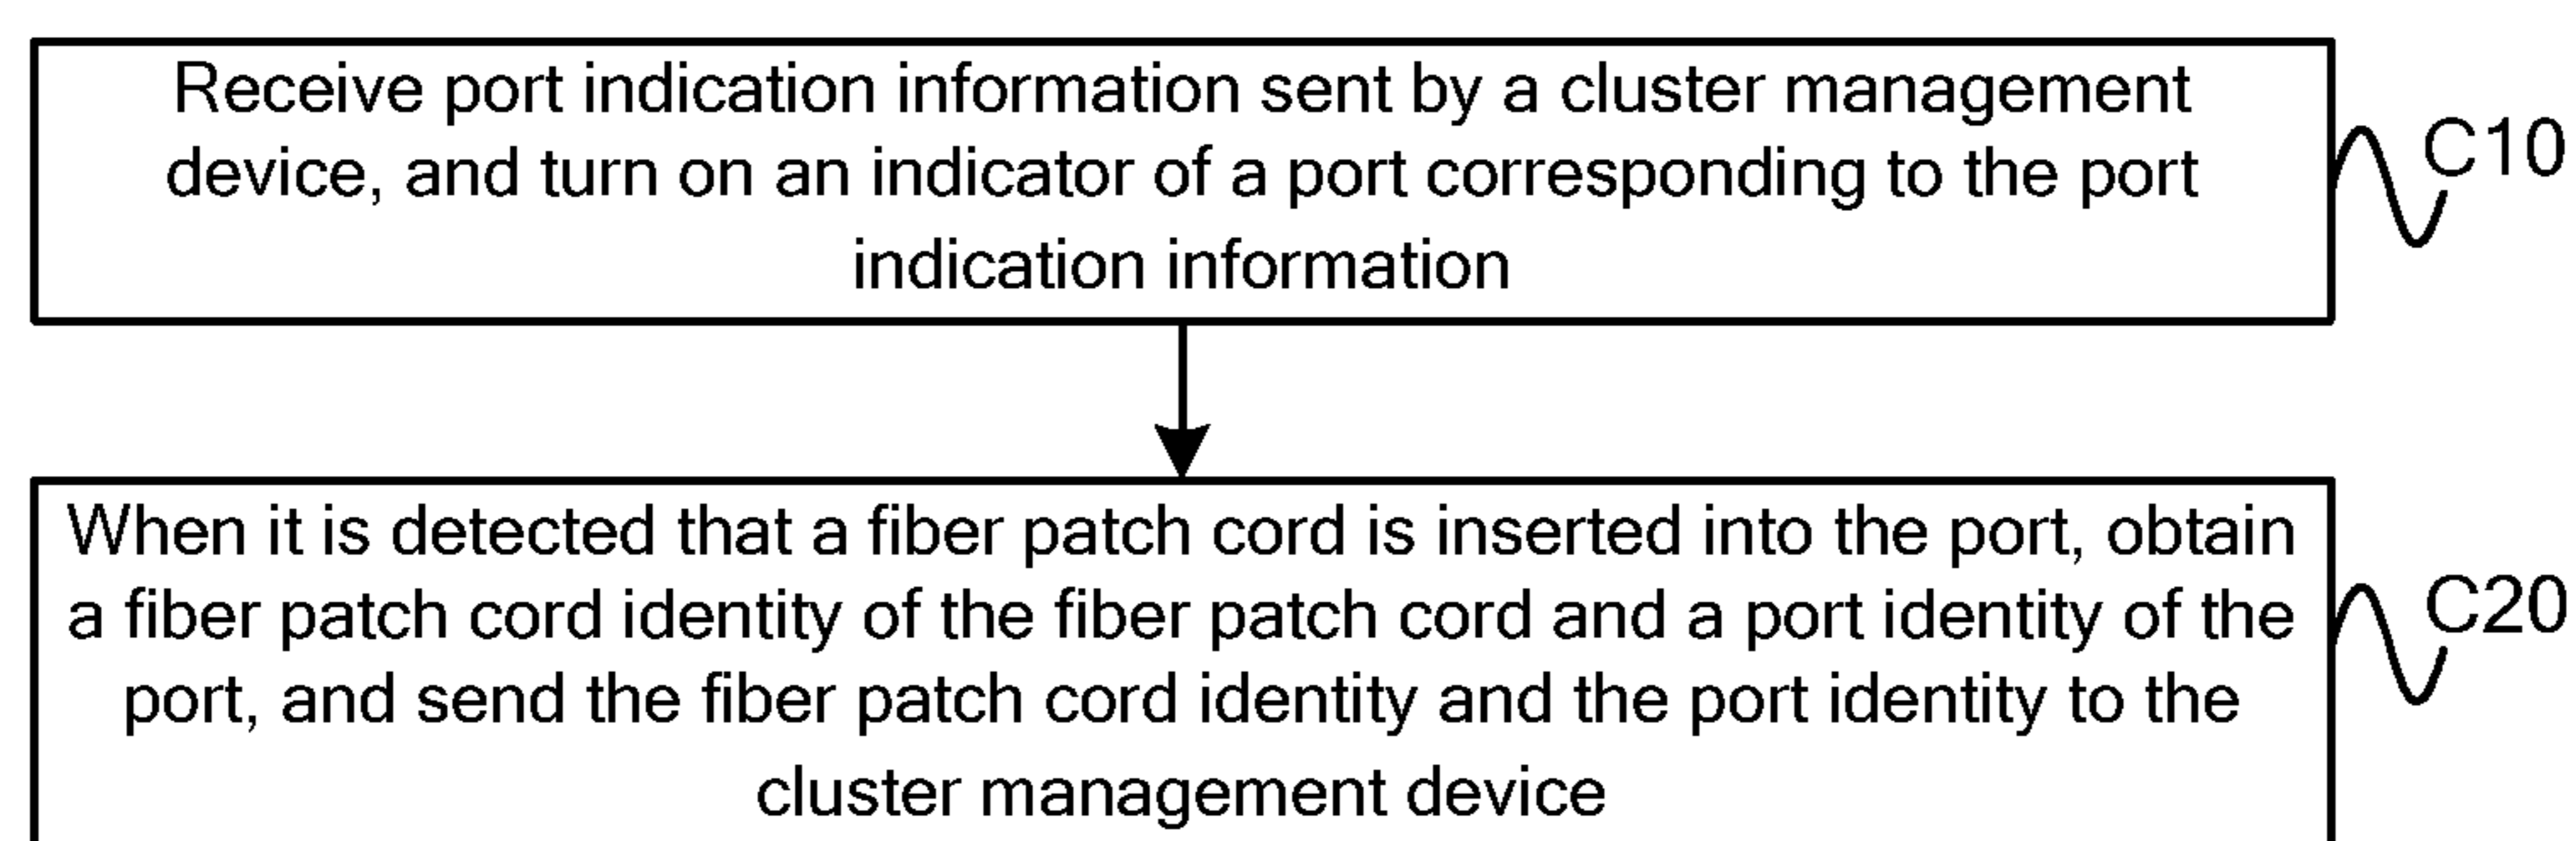 Receive port indication information sent by a cluster management
device, and turn on an indicator of a port corresponding to the port
indication information
C10
When it is detected that a fiber patch cord is inserted into the port, obtain
a fiber patch cord identity of the fiber patch cord and a port identity of the
port, and send the fiber patch cord identity and the port identity to the
cluster management device
C20